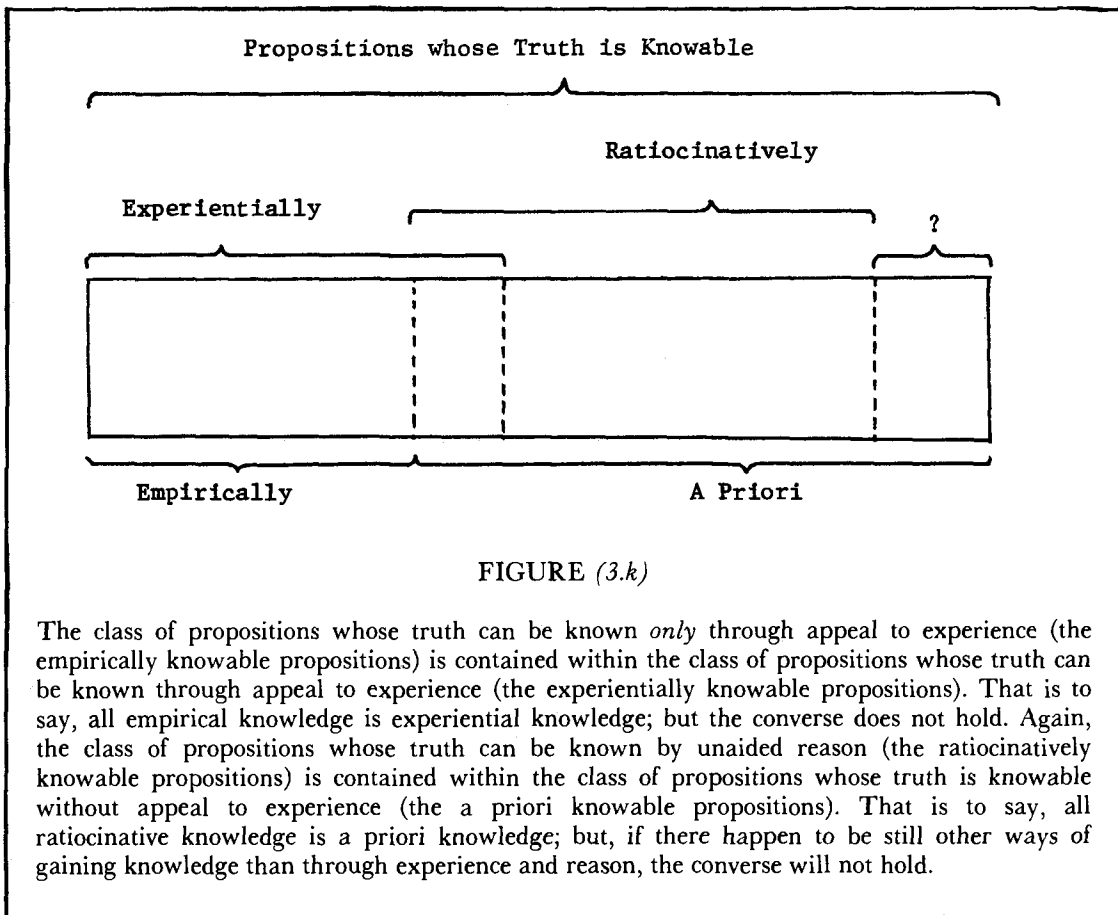 Propositions whose Truth is Knowable
Ratiocinatively
Experientially
?
Empirically
A Priori
FIGURE (3.k)
The class of propositions whose truth can be known only through appeal to experience (the
empirically knowable propositions) is contained within the class of propositions whose truth can
be known through appeal to experience (the experientially knowable propositions). That is to
say, all empirical knowledge is experiential knowledge; but the converse does not hold. Again,
the class of propositions whose truth can be known by unaided reason (the ratiocinatively
knowable propositions) is contained within the class of propositions whose truth is knowable
without appeal to experience (the a priori knowable propositions). That is to say, all
ratiocinative knowledge is a priori knowledge; but, if there happen to be still other ways of
gaining knowledge than through experience and reason, the converse will not hold.